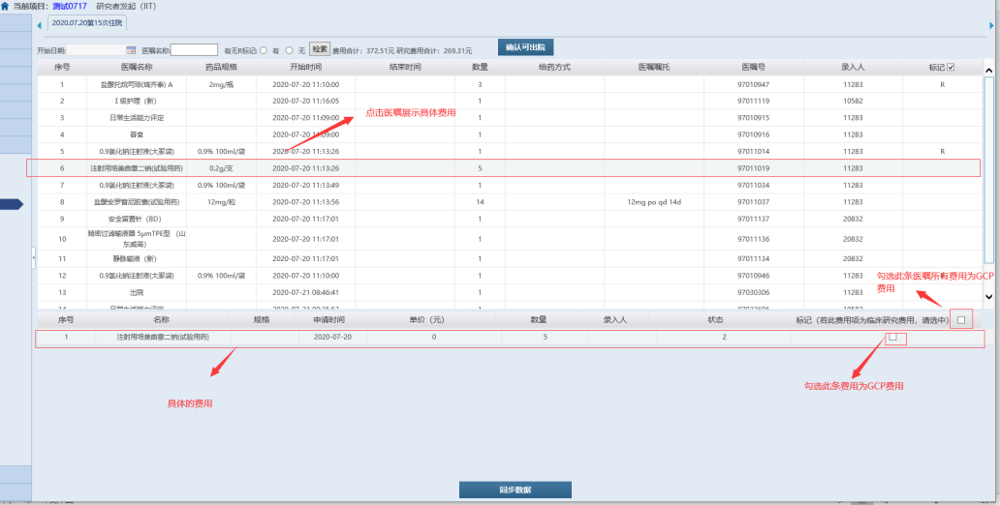 当前项目：测试0717 研究者发起（IIT）
2020.07.20第15次住院
开始日期: 医嘱名称: 有无R标记: 有 无 检索 费用合计：372.51元 研究费用合计：269.31元 确认可出院
序号 医嘱名称 药品规格 开始时间 结束时间 数量 给药方式 医嘱嘱托 医嘱号 录入人 标记
1 盐酸托烷司琼(瑞齐泰) A 2mg/瓶 2020-07-20 11:10:00 3 97010947 11283 R
2 Ⅰ级护理（新） 2020-07-20 11:16:05 1 97011119 10582
3 日常生活能力评定 2020-07-20 11:09:00 1 97010915 11283
点击医嘱展示具体费用
4 普食 2020-07-20 11:09:00 1 97010916 11283
5 0.9氯化钠注射液(大冢袋) 0.9% 100ml/袋 2020-07-20 11:13:26 1 97011014 11283 R
6 注射用培美曲塞二钠(试验用药) 0.2g/支 2020-07-20 11:13:26 5 97011019 11283
7 0.9氯化钠注射液(大冢袋) 0.9% 100ml/袋 2020-07-20 11:13:49 1 97011034 11283
8 盐酸安罗替尼胶囊(试验用药) 12mg/粒 2020-07-20 11:13:56 14 12mg po qd 14d 97011037 11283
9 安全留置针（BD） 2020-07-20 11:17:01 1 97011137 20832
10 精密过滤输液器 5μmTPE型 （山东威高） 2020-07-20 11:17:01 1 97011136 20832
11 静脉输液（新） 2020-07-20 11:17:01 1 97011134 20832
12 0.9氯化钠注射液(大冢袋) 0.9% 100ml/袋 2020-07-20 11:10:00 1 97010946 11283
勾选此条医嘱所有费用为GCP
费用
13 出院 2020-07-21 08:46:41 1 97030306 11283
序号 名称 规格 申请时间 单价（元） 数量 录入人 状态 标记（若此费用项为临床研究费用，请选中）
1 注射用培美曲塞二钠(试验用药) 2020-07-20 0 5 2
勾选此条费用为GCP费用
具体的费用
同步数据